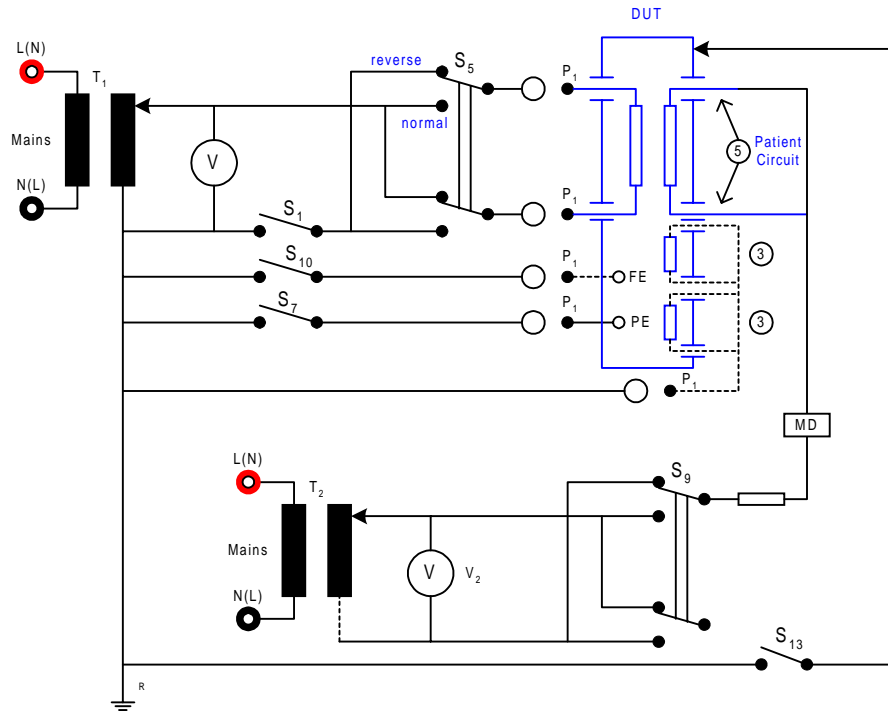 DUT
L(N)
T1
reverse
S5
P1
Mains
V
normal
5
Patient
Circuit
N(L)
S1
P1
S10
P1
FE
3
S7
P1
PE
3
P1
MD
L(N)
T2
S9
Mains
V
V2
N(L)
S13
R